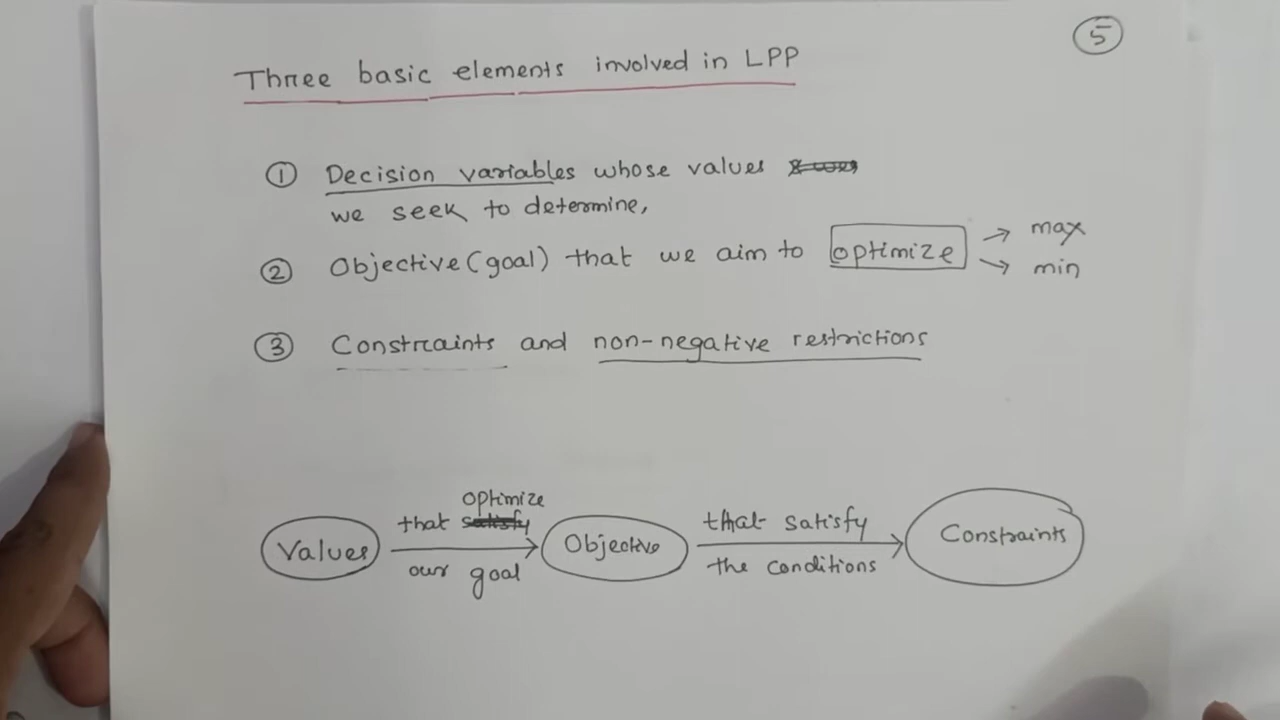 5
Three basic elements involved in LPP
① Decision variables whose values
we seek to determine,
② Objective (goal) that we aim to optimize → max
→ min
③ Constraints and non-negative restrictions
optimize
Values that satisfy our goal → Objective that satisfy the conditions → Constraints